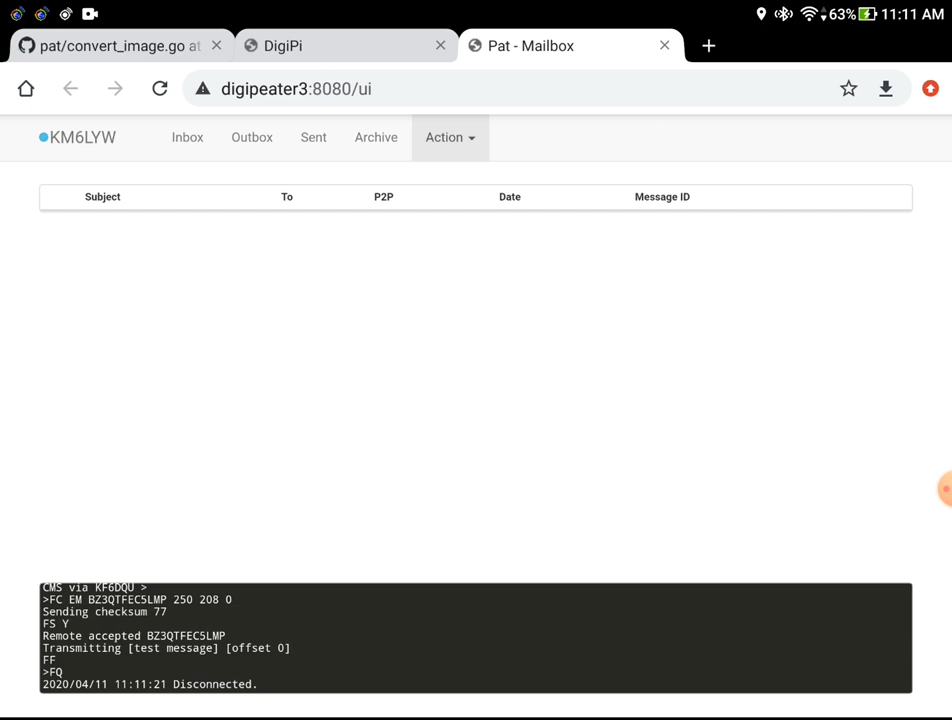 63% 11:11 AM
pat/convert_image.go at
DigiPi
Pat - Mailbox
digipeater3:8080/ui
KM6LYW Inbox Outbox Sent Archive Action
Subject To P2P Date Message ID
CMS via KF6DQU >
>FC EM BZ3QTFEC5LMP 250 208 0
Sending checksum 77
FS Y
Remote accepted BZ3QTFEC5LMP
Transmitting [test message] [offset 0]
FF
>FQ
2020/04/11 11:11:21 Disconnected.